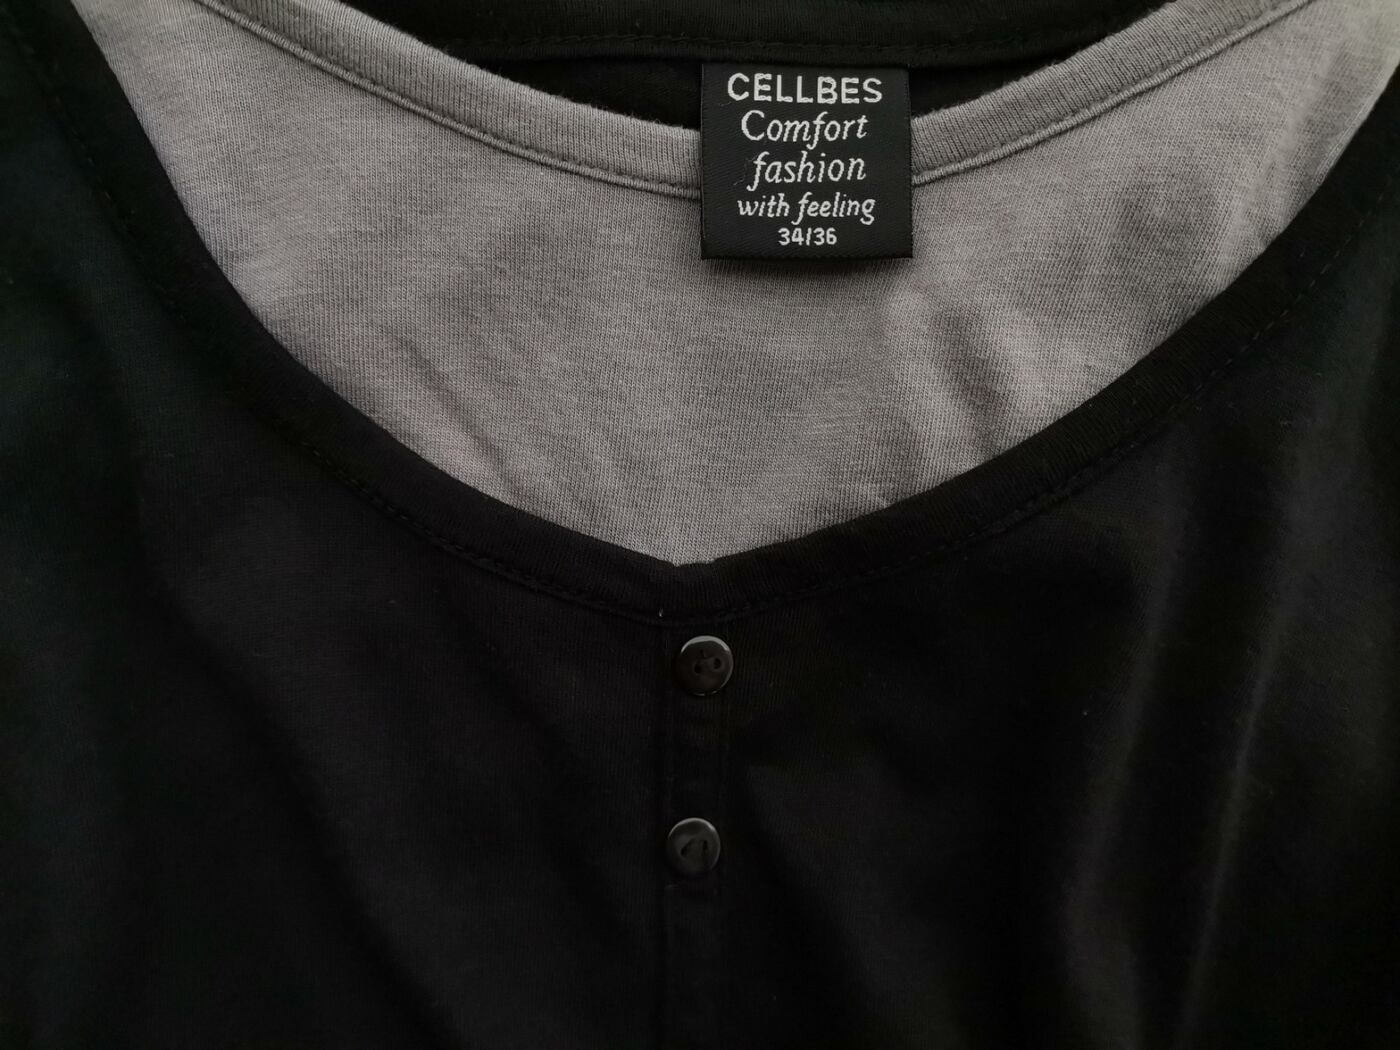 CELLBES
Comfort
fashion
with feeling
34/36